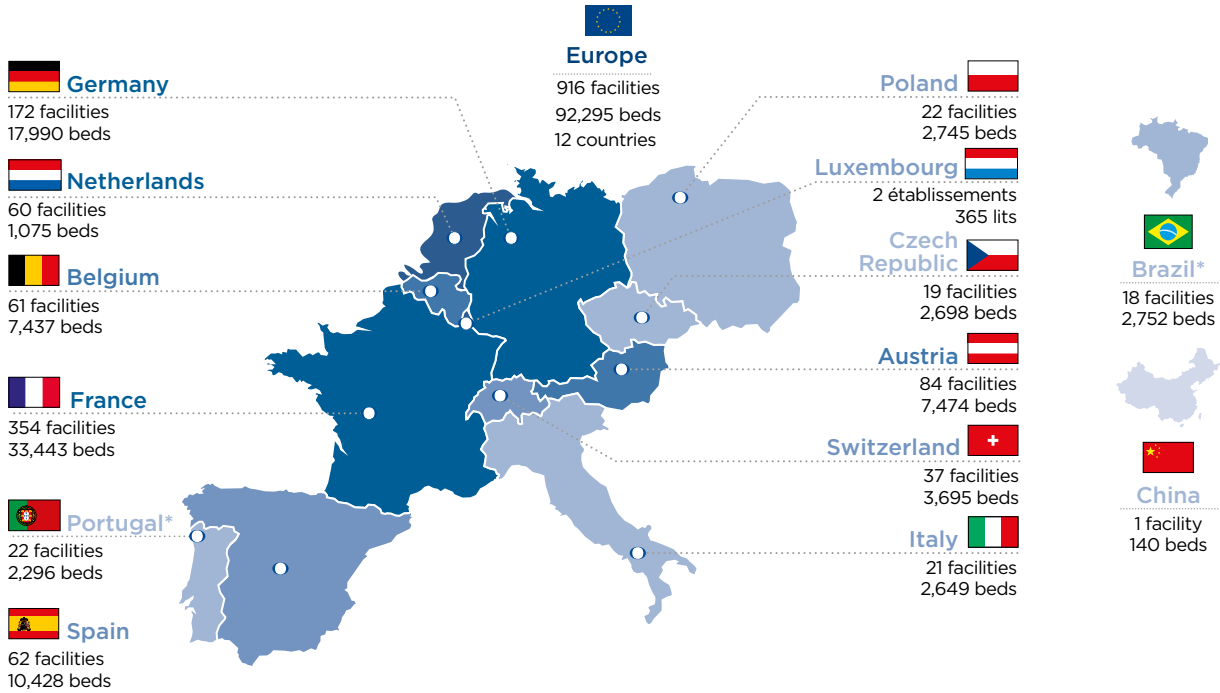 Europe
916 facilities
92,295 beds
12 countries
Germany
172 facilities
17,990 beds
Netherlands
60 facilities
1,075 beds
Belgium
61 facilities
7,437 beds
France
354 facilities
33,443 beds
Portugal*
22 facilities
2,296 beds
Spain
62 facilities
10,428 beds
Poland
22 facilities
2,745 beds
Luxembourg
2 établissements
365 lits
Czech
Republic
19 facilities
2,698 beds
Austria
84 facilities
7,474 beds
Switzerland
37 facilities
3,695 beds
Italy
21 facilities
2,649 beds
Brazil*
18 facilities
2,752 beds
China
1 facility
140 beds